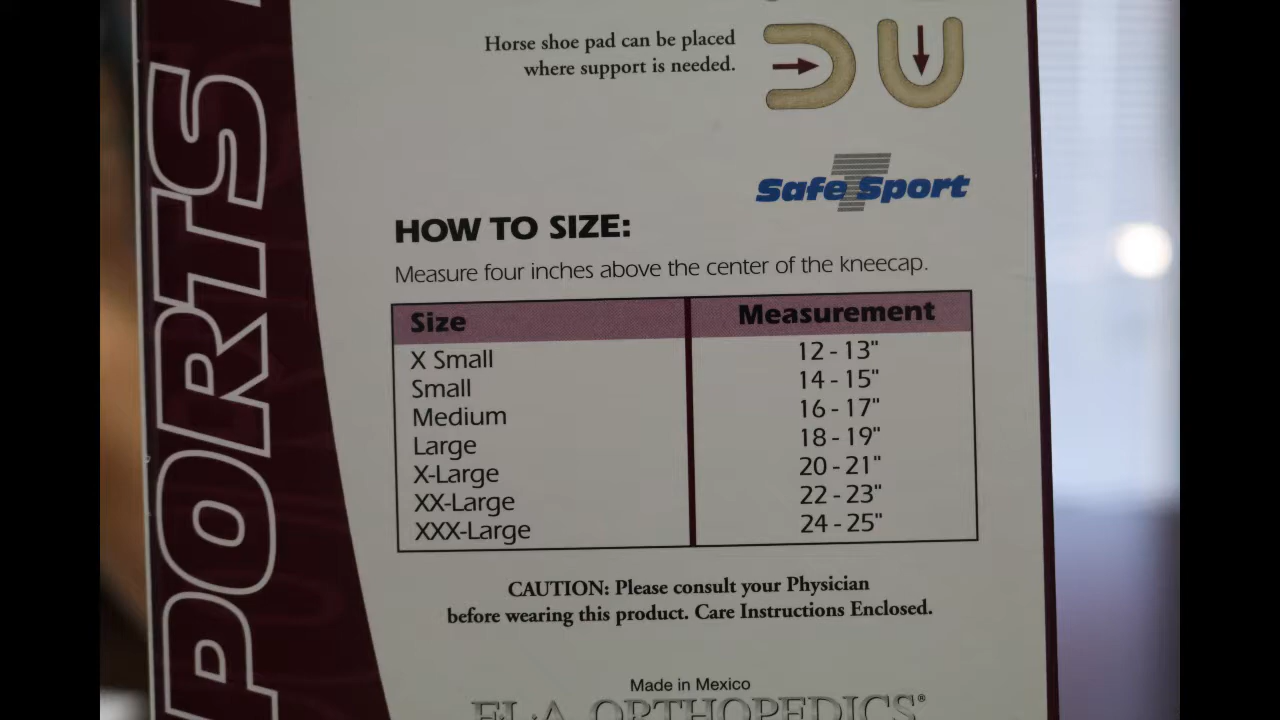 Horse shoe pad can be placed
where support is needed.
Safe Sport
HOW TO SIZE:
Measure four inches above the center of the kneecap.
Size Measurement
X Small 12 - 13"
Small 14 - 15"
Medium 16 - 17"
Large 18 - 19"
X-Large 20 - 21"
XX-Large 22 - 23"
XXX-Large 24 - 25"
CAUTION: Please consult your Physician
before wearing this product. Care Instructions Enclosed.
Made in Mexico
FLA ORTHOPEDICS®
PORTS